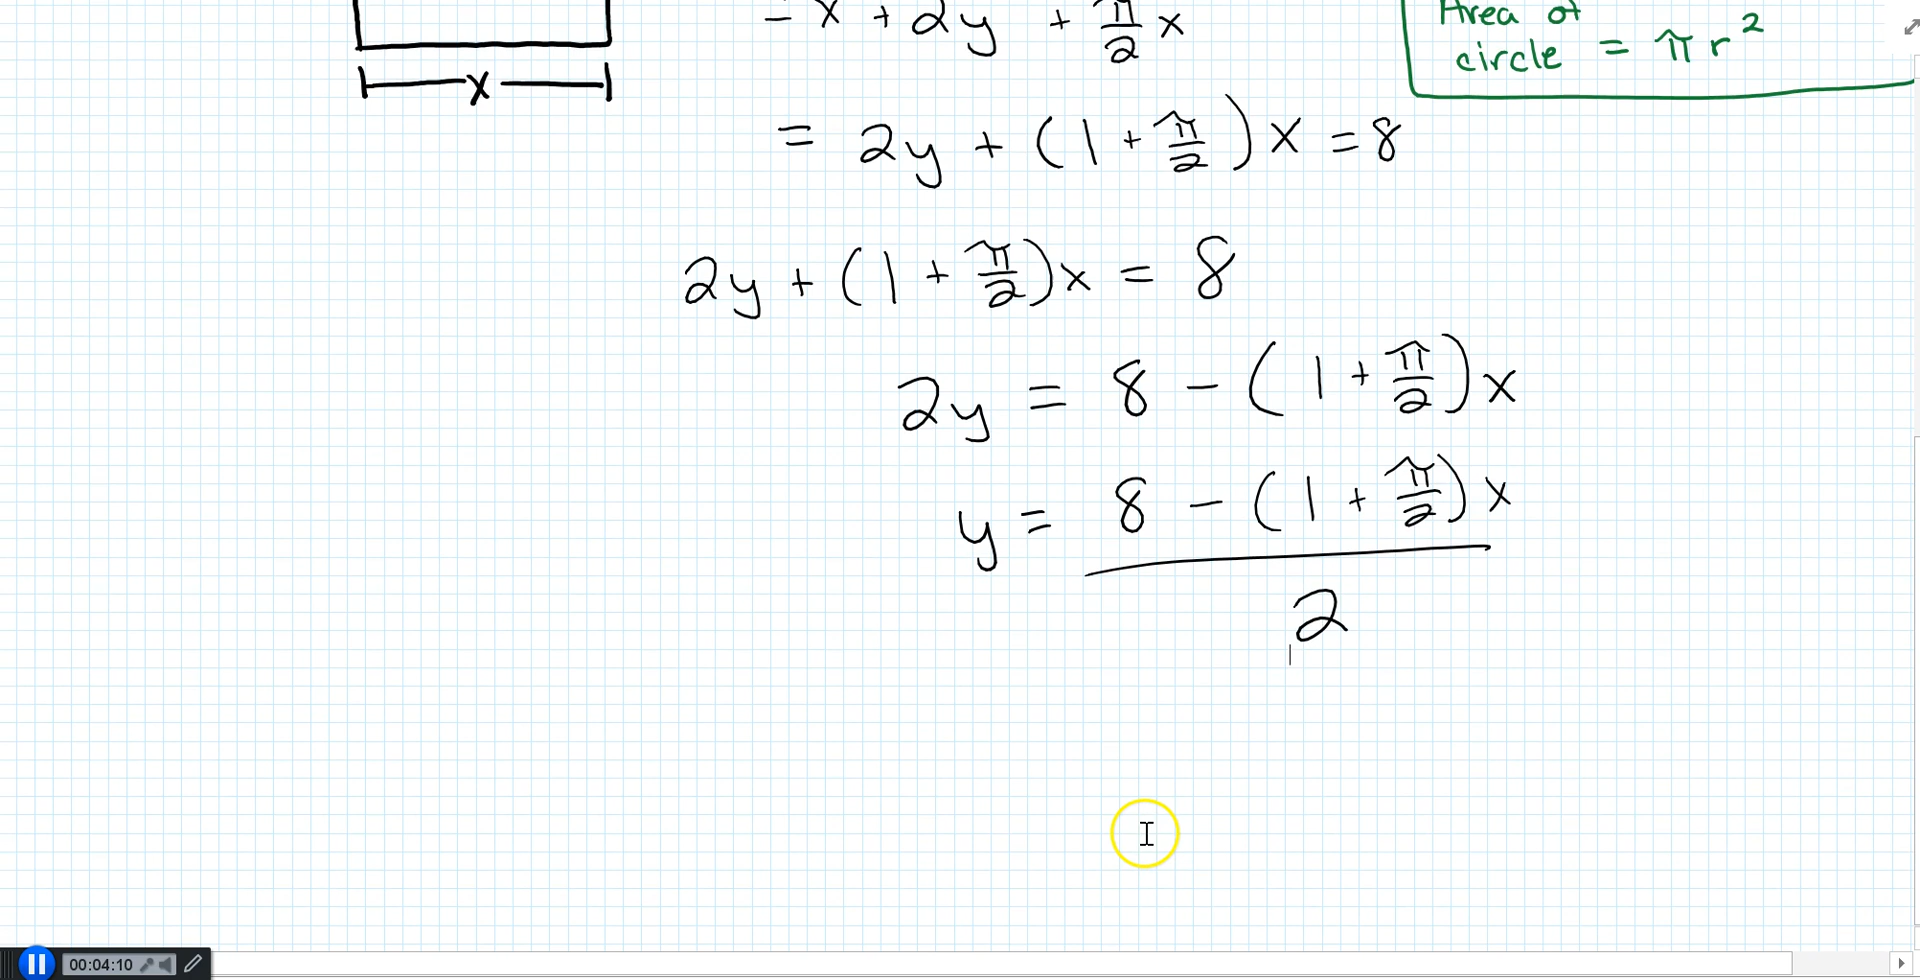 = x + 2y + π/2 x
Area of
circle = πr²
x
= 2y + (1 + π/2)x = 8
2y + (1 + π/2)x = 8
2y = 8 - (1 + π/2)x
y = 8 - (1 + π/2)x
2
00:04:10